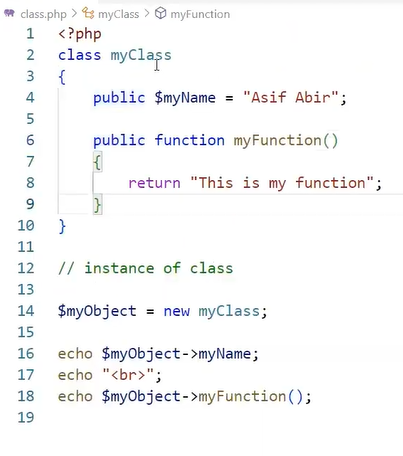 class.php > myClass > myFunction
1 <?php
2 class myClass
3 {
4 public $myName = "Asif Abir";
5
6 public function myFunction()
7 {
8 return "This is my function";
9 }
10 }
11
12 // instance of class
13
14 $myObject = new myClass;
15
16 echo $myObject->myName;
17 echo "<br>";
18 echo $myObject->myFunction();
19